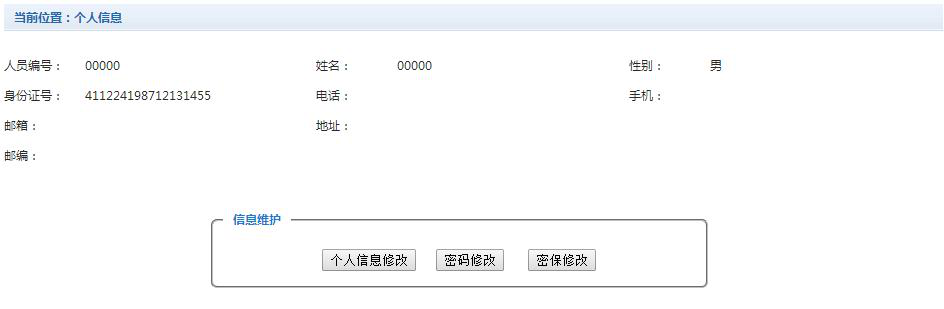 当前位置：个人信息
人员编号： 00000 姓名： 00000 性别： 男
身份证号： 411224198712131455 电话： 手机：
邮箱： 地址：
邮编：
信息维护
个人信息修改 密码修改 密保修改